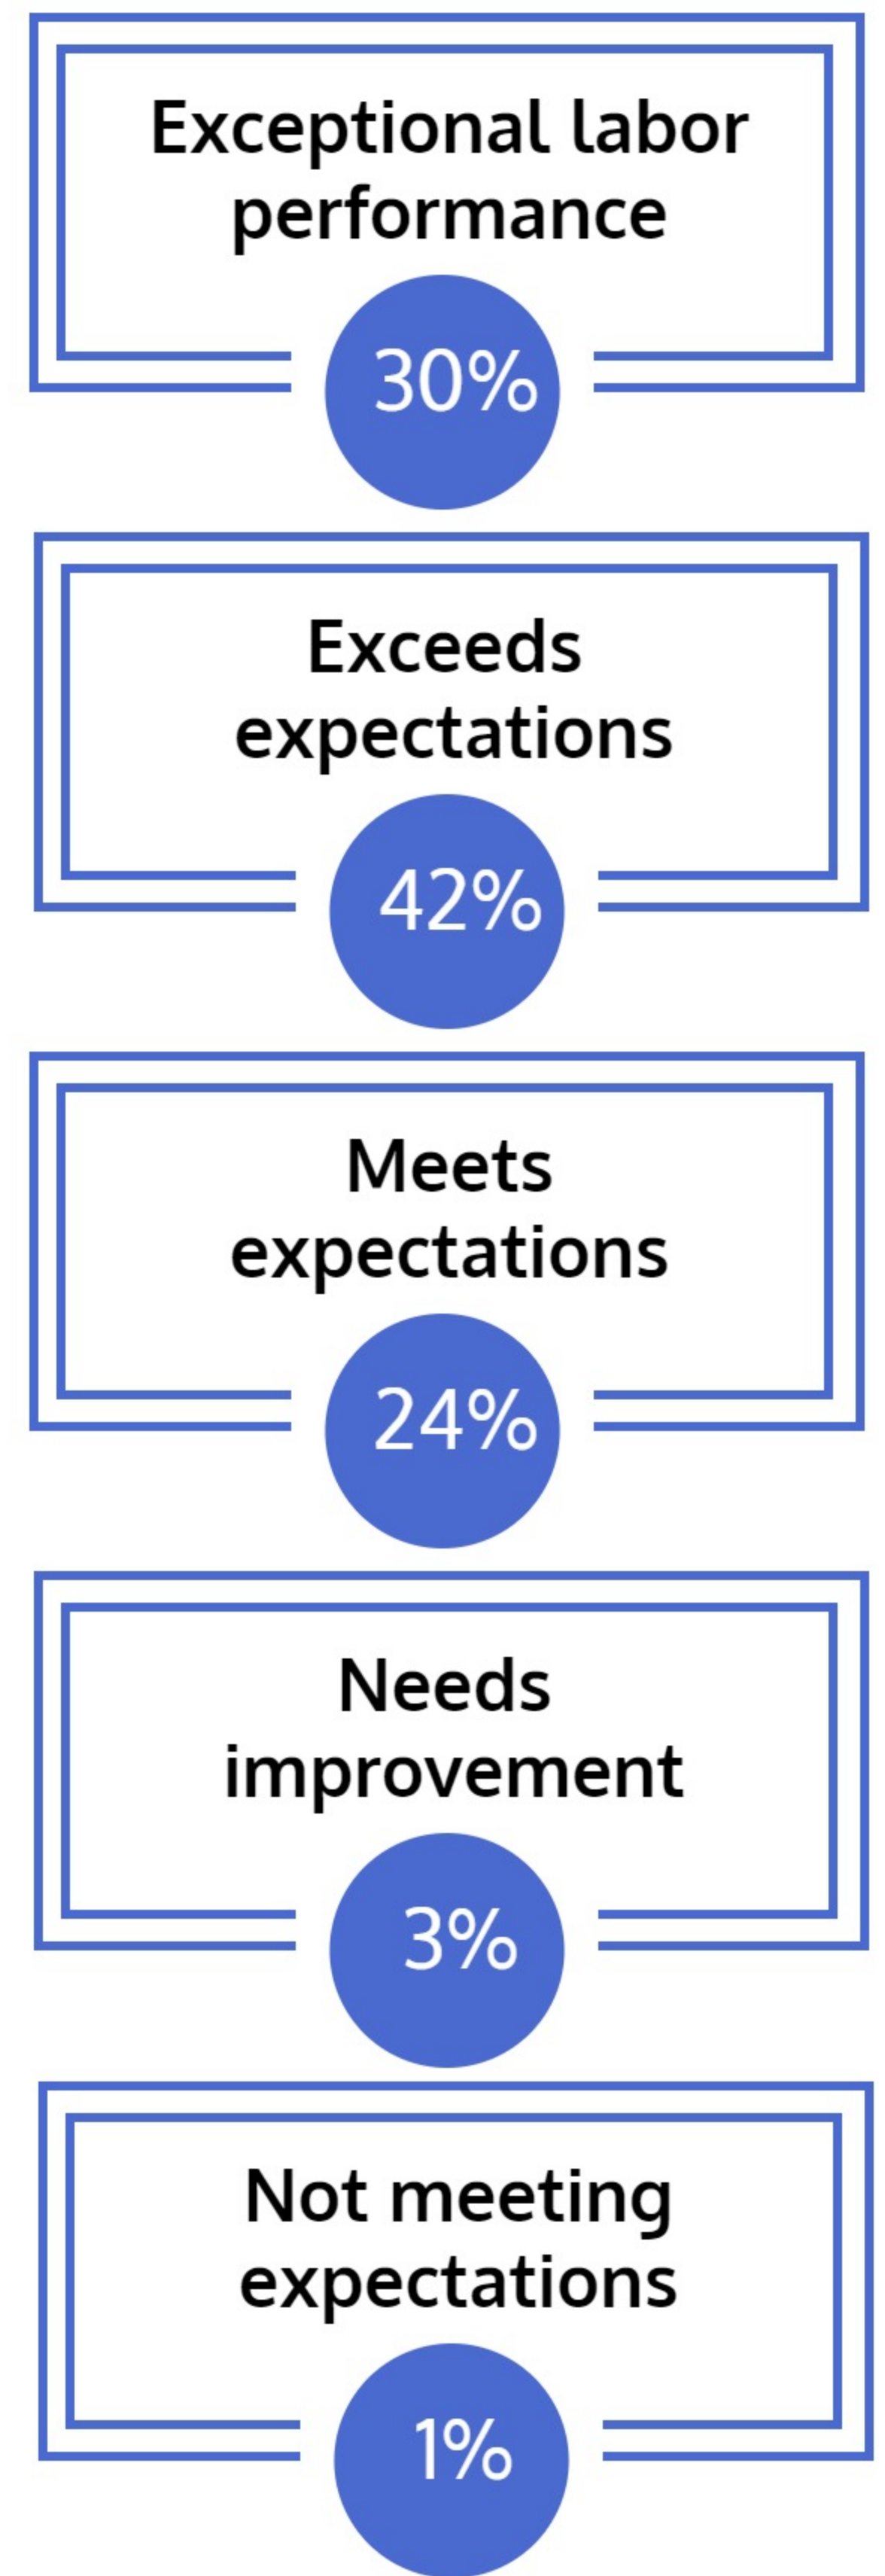 Exceptional labor
performance
30%
Exceeds
expectations
42%
Meets
expectations
24%
Needs
improvement
3%
Not meeting
expectations
1%